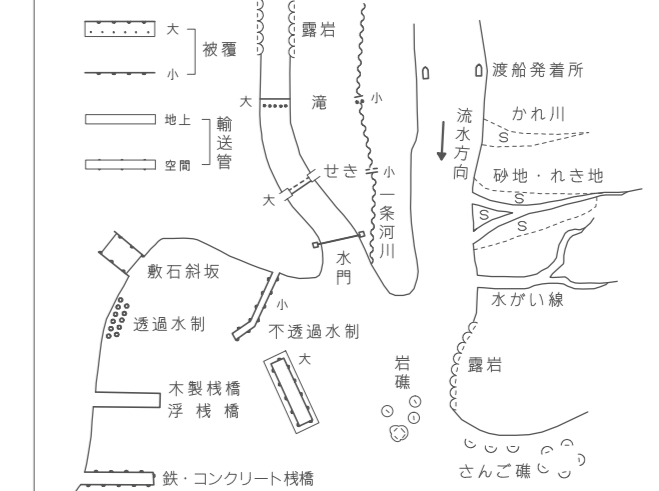 大
被覆
小
地上
輸送管
空間
露岩
大
滝
小
せき
小
大
一条河川
水門
流水方向
渡船発着所
かれ川
S
砂地・れき地
S
S
S
水がい線
敷石斜坂
透過水制
小
不透過水制
大
木製桟橋
浮桟橋
鉄・コンクリート桟橋
岩礁
露岩
さんご礁